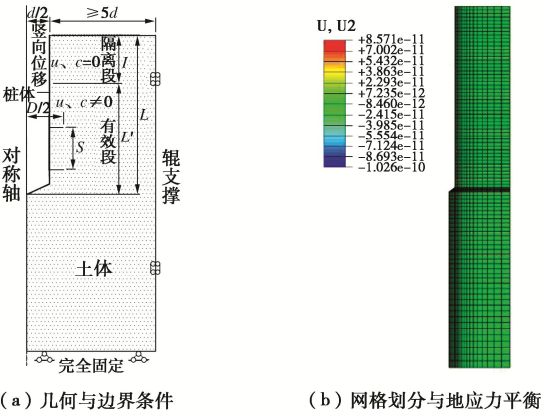 d/2
≥5d
竖向位移
隔离段
u、c=0
l
桩体
D/2
u、c≠0
有效段
L'
L
S
对称轴
辊支撑
土体
完全固定
(a) 几何与边界条件
U, U2
+8.571e-11
+7.002e-11
+5.432e-11
+3.863e-11
+2.293e-11
+7.235e-12
-8.460e-12
-2.415e-11
-3.985e-11
-5.554e-11
-7.124e-11
-8.693e-11
-1.026e-10
(b) 网格划分与地应力平衡